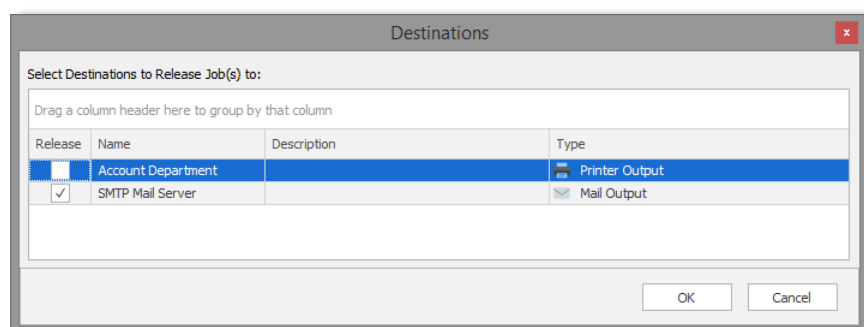 Destinations
x
Select Destinations to Release Job(s) to:
Drag a column header here to group by that column
Release Name Description Type
Account Department Printer Output
SMTP Mail Server Mail Output
OK Cancel